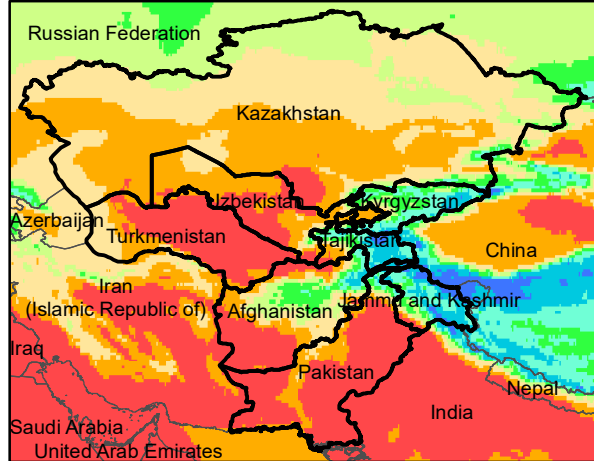 Russian Federation
Kazakhstan
Uzbekistan
Kyrgyzstan
Azerbaijan
Turkmenistan
Tajikistan
China
Iran
(Islamic Republic of)
Afghanistan
Jammu and Kashmir
Iraq
Pakistan
Nepal
India
Saudi Arabia
United Arab Emirates